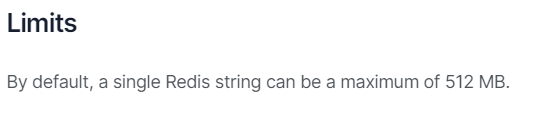 Limits
By default, a single Redis string can be a maximum of 512 MB.